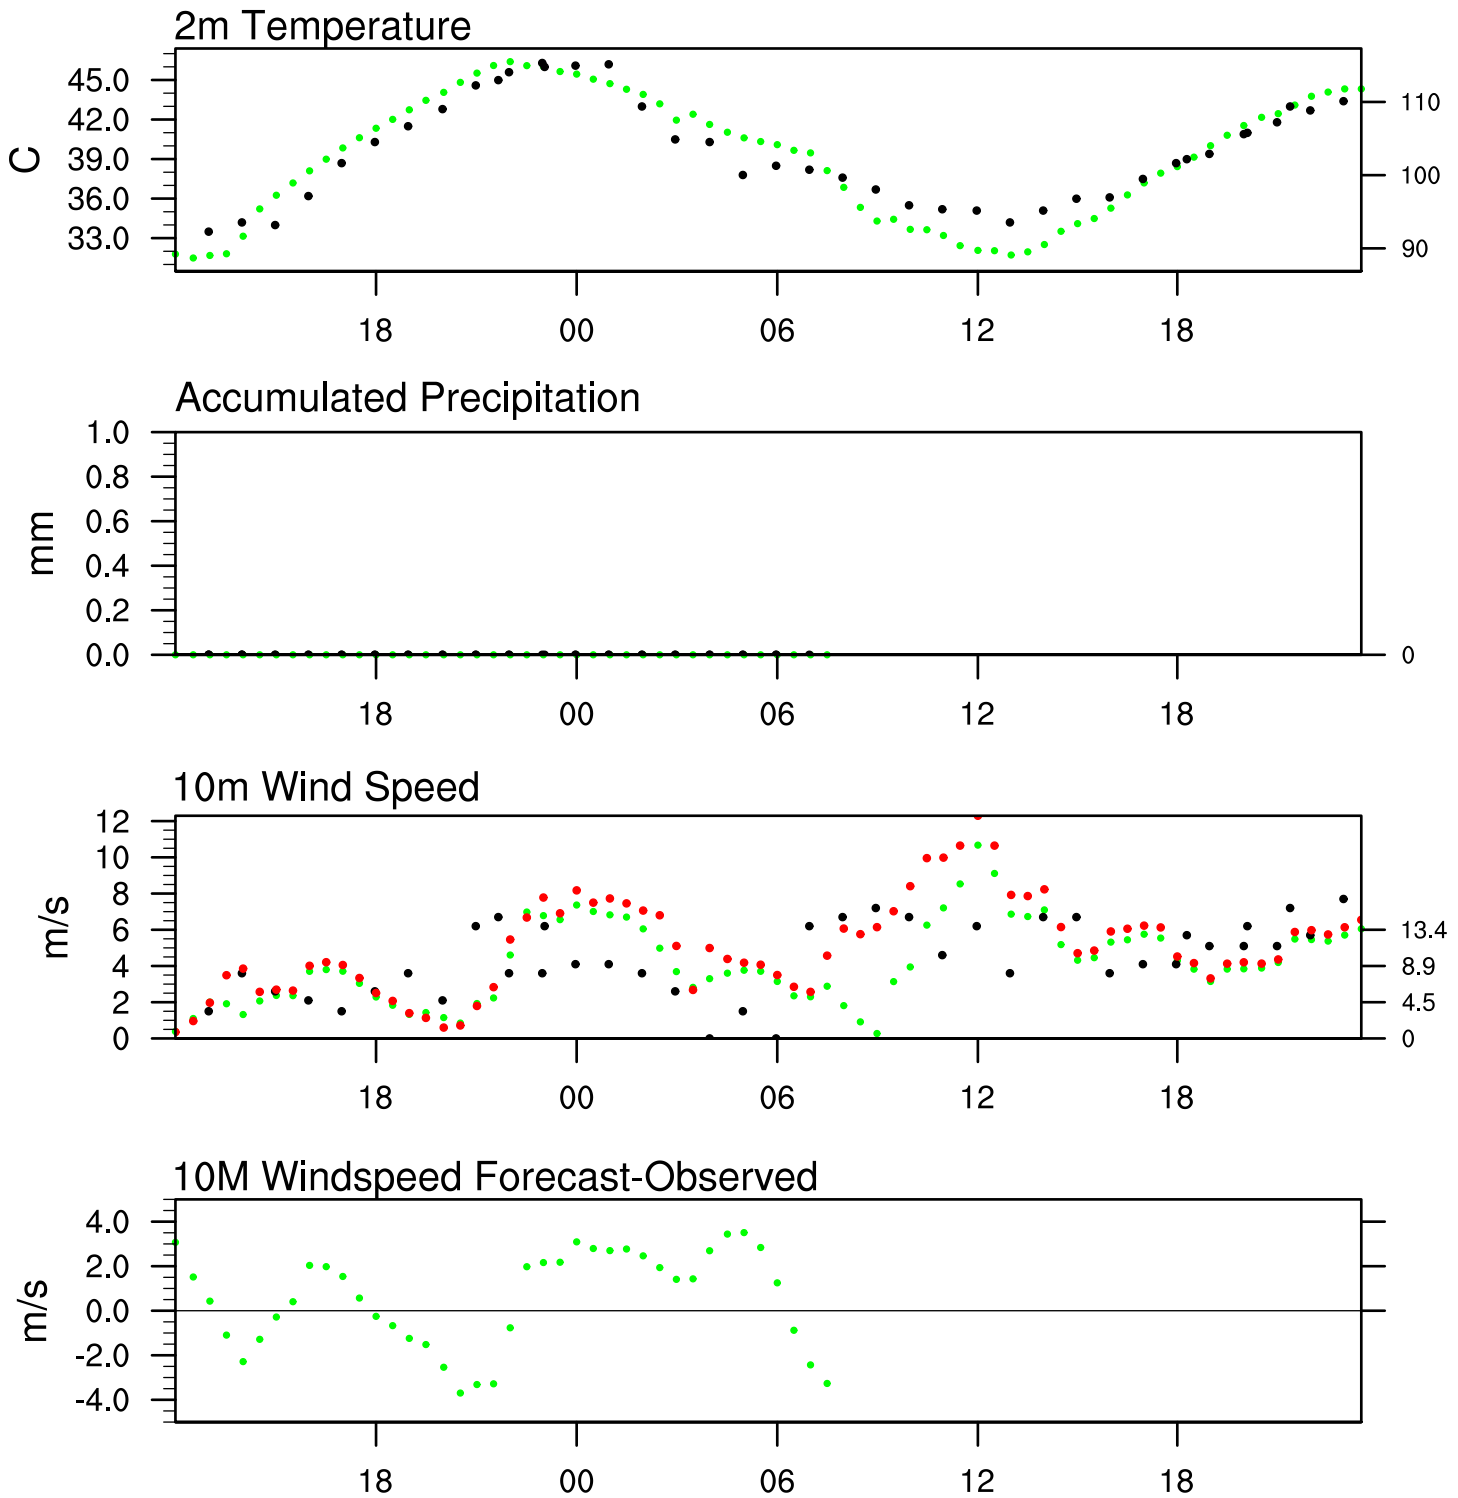 2m Temperature
45.0
42.0
39.0
36.0
33.0
C
110
100
90
18 00 06 12 18
Accumulated Precipitation
1.0
0.8
0.6
0.4
0.2
0.0
mm
0
18 00 06 12 18
10m Wind Speed
12
10
8
6
4
2
0
m/s
13.4
8.9
4.5
0
18 00 06 12 18
10M Windspeed Forecast-Observed
4.0
2.0
0.0
-2.0
-4.0
m/s
18 00 06 12 18